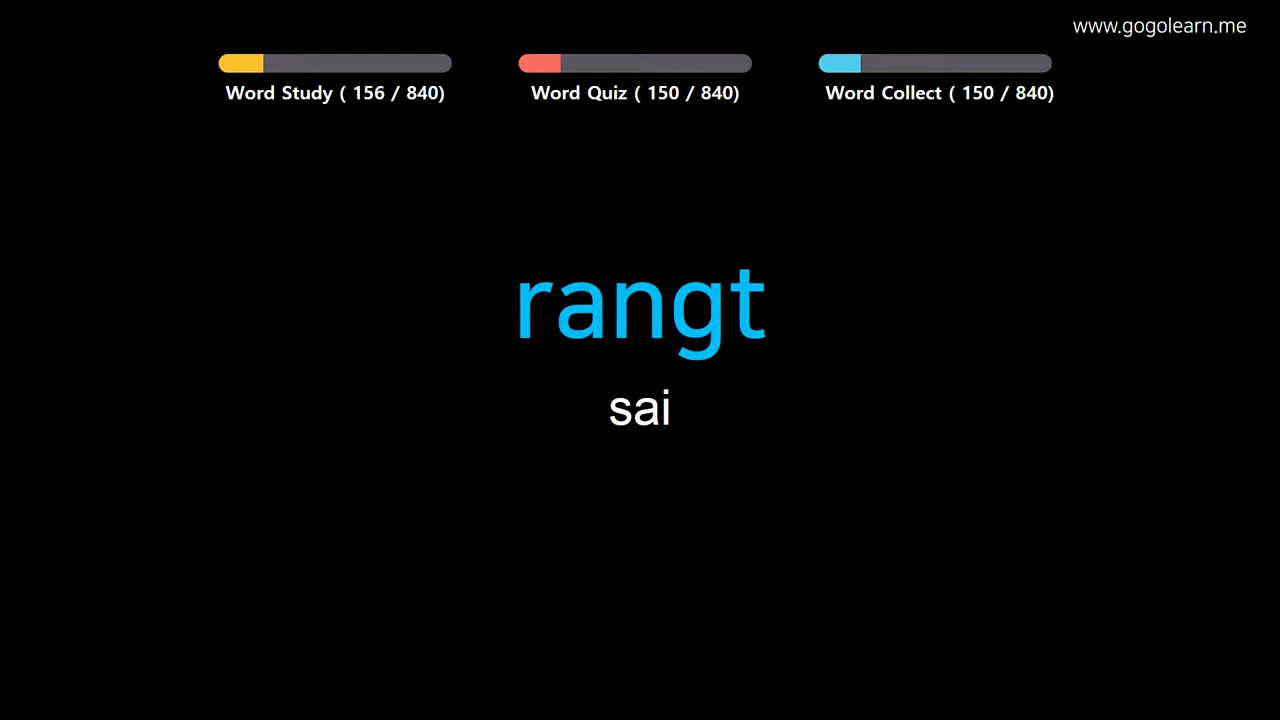 www.gogolearn.me
Word Study ( 156 / 840)
Word Quiz ( 150 / 840)
Word Collect ( 150 / 840)
rangt
sai